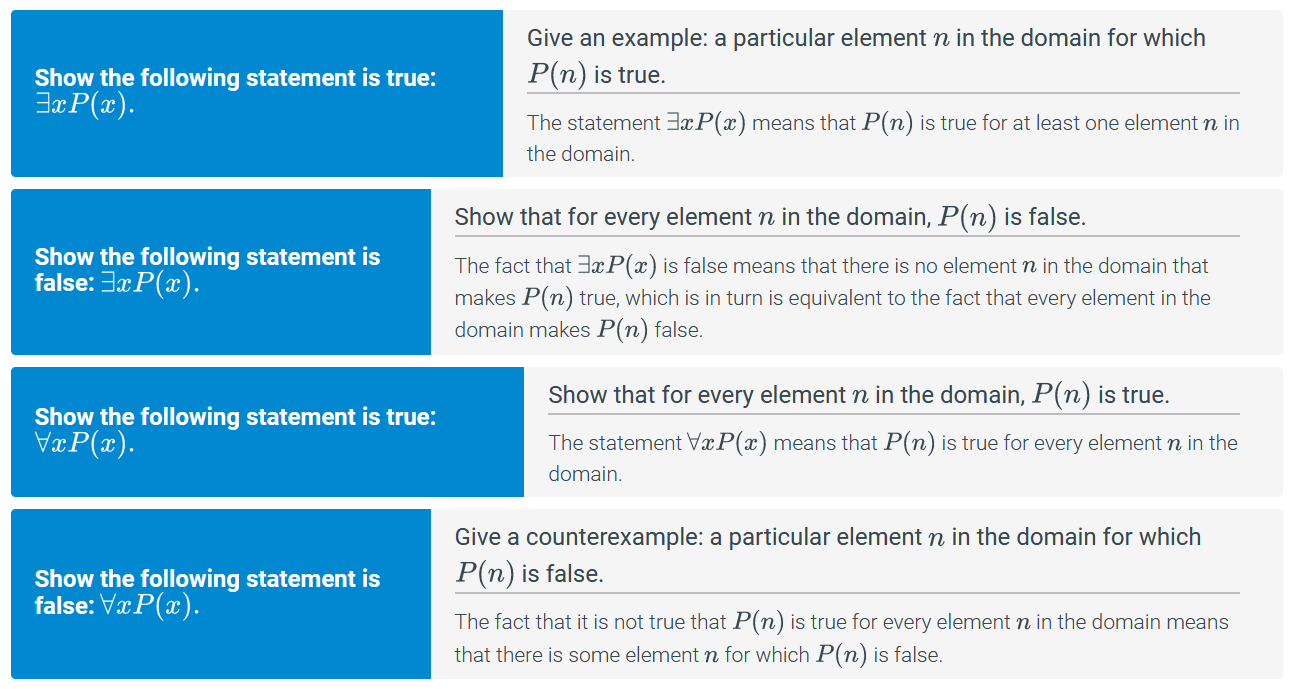 Show the following statement is true:
∃xP(x).
Give an example: a particular element n in the domain for which
P(n) is true.
The statement ∃xP(x) means that P(n) is true for at least one element n in
the domain.
Show the following statement is
false: ∃xP(x).
Show that for every element n in the domain, P(n) is false.
The fact that ∃xP(x) is false means that there is no element n in the domain that
makes P(n) true, which is in turn is equivalent to the fact that every element in the
domain makes P(n) false.
Show the following statement is true:
∀xP(x).
Show that for every element n in the domain, P(n) is true.
The statement ∀xP(x) means that P(n) is true for every element n in the
domain.
Show the following statement is
false: ∀xP(x).
Give a counterexample: a particular element n in the domain for which
P(n) is false.
The fact that it is not true that P(n) is true for every element n in the domain means
that there is some element n for which P(n) is false.